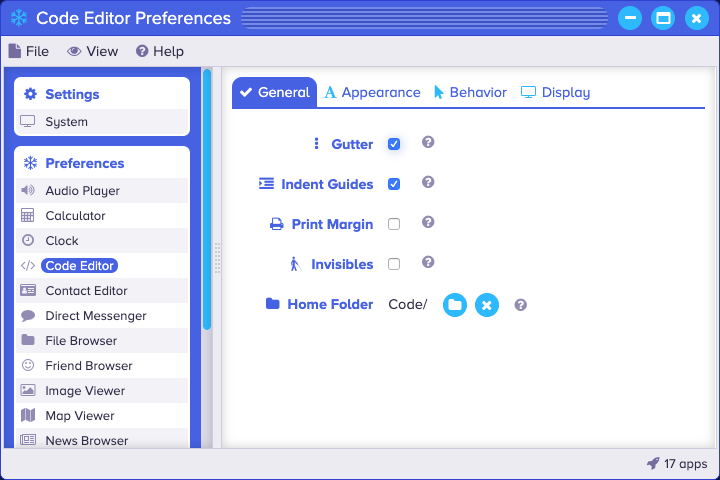 Code Editor Preferences
File View Help
Settings
System
Preferences
Audio Player
Calculator
Clock
Code Editor
Contact Editor
Direct Messenger
File Browser
Friend Browser
Image Viewer
Map Viewer
News Browser
General Appearance Behavior Display
Gutter
Indent Guides
Print Margin
Invisibles
Home Folder Code/
17 apps